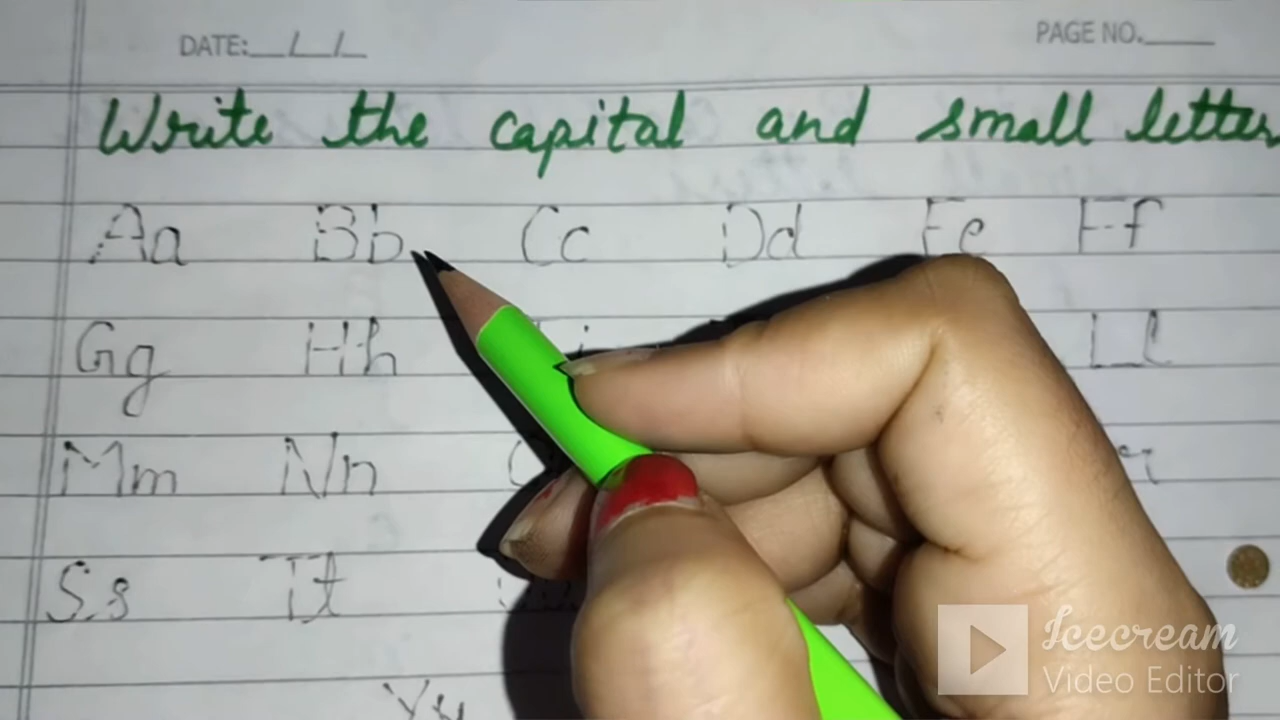 DATE: / /
PAGE NO.
Write the capital and small letter
Aa Bb Cc Dd Ee Ff
Gg Hh i Ll
Mm Nn
Ss Tt
Yy
Icecream
Video Editor